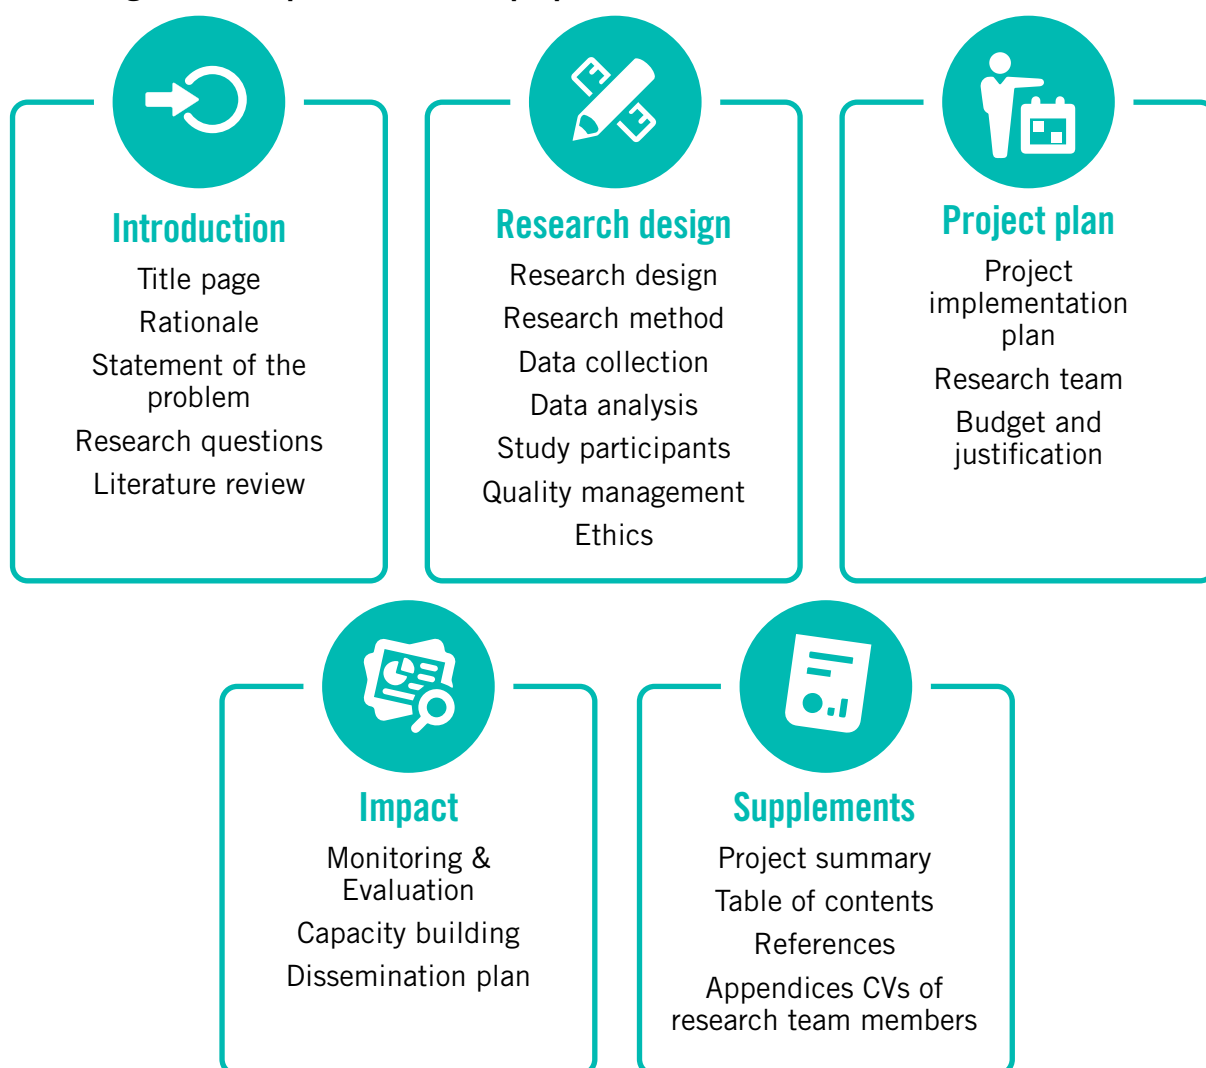 Introduction
Title page
Rationale
Statement of the
problem
Research questions
Literature review
Research design
Research design
Research method
Data collection
Data analysis
Study participants
Quality management
Ethics
Project plan
Project
implementation
plan
Research team
Budget and
justification
Impact
Monitoring &
Evaluation
Capacity building
Dissemination plan
Supplements
Project summary
Table of contents
References
Appendices CVs of
research team members